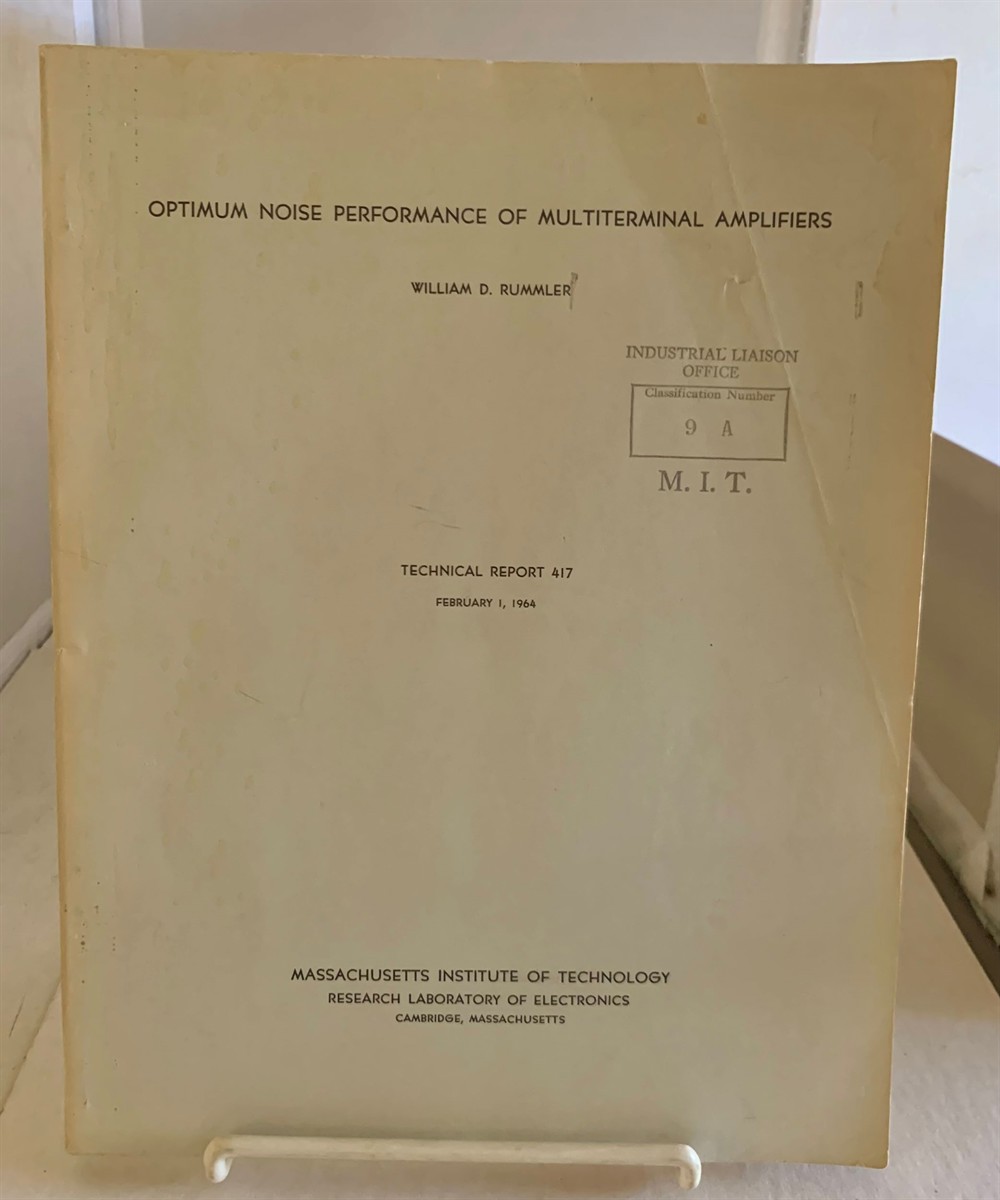 OPTIMUM NOISE PERFORMANCE OF MULTITERMINAL AMPLIFIERS
WILLIAM D. RUMMLER
INDUSTRIAL LIAISON
OFFICE
Classification Number
9 A
M. I. T.
TECHNICAL REPORT 417
FEBRUARY 1, 1964
MASSACHUSETTS INSTITUTE OF TECHNOLOGY
RESEARCH LABORATORY OF ELECTRONICS
CAMBRIDGE, MASSACHUSETTS